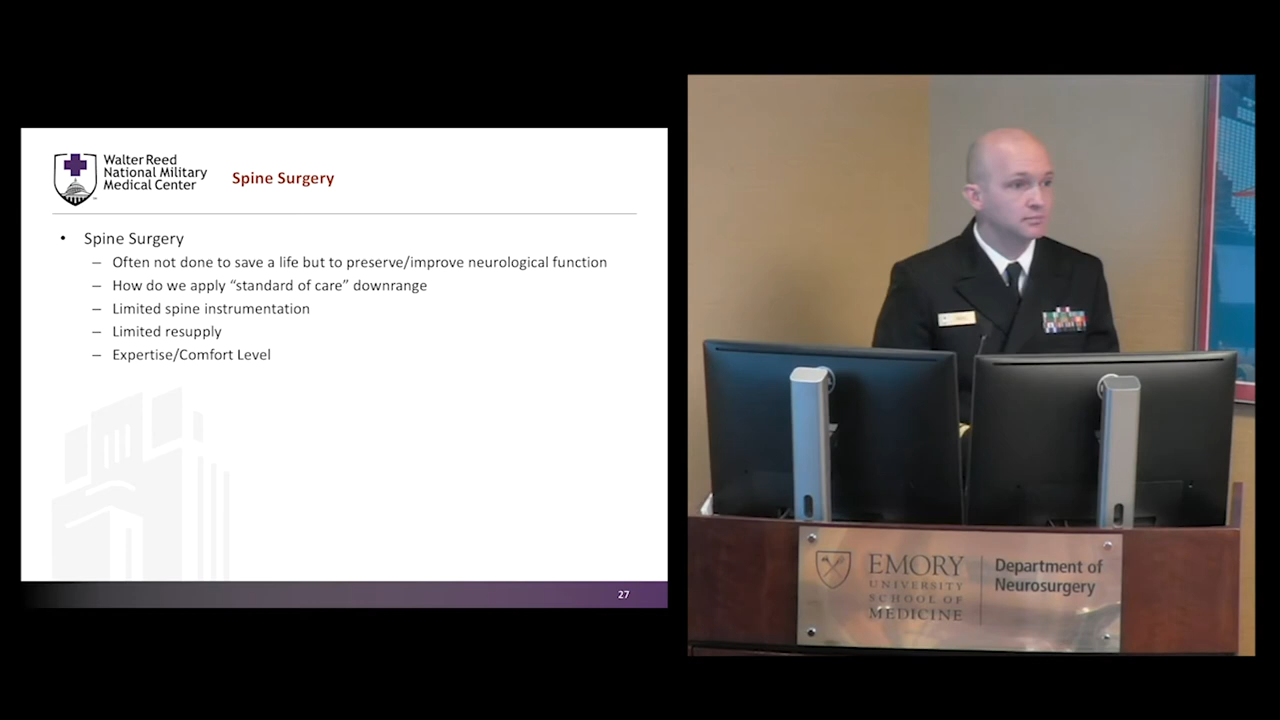 Walter Reed
National Military
Medical Center
Spine Surgery
• Spine Surgery
– Often not done to save a life but to preserve/improve neurological function
– How do we apply “standard of care” downrange
– Limited spine instrumentation
– Limited resupply
– Expertise/Comfort Level
27
EMORY
UNIVERSITY
SCHOOL OF
MEDICINE
Department of
Neurosurgery